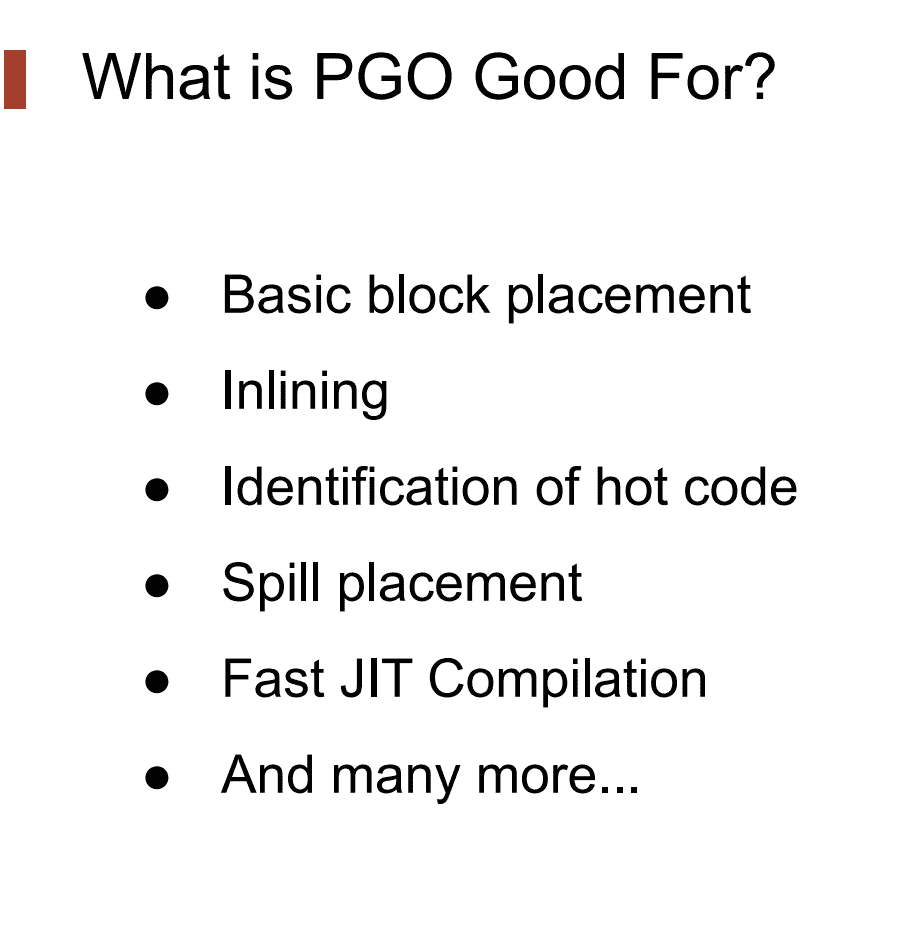 What is PGO Good For?
● Basic block placement
● Inlining
● Identification of hot code
● Spill placement
● Fast JIT Compilation
● And many more...